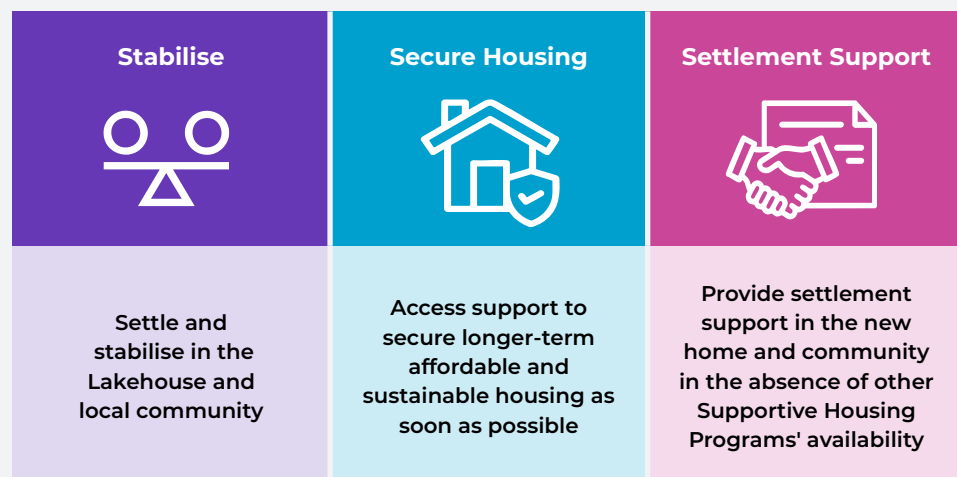 Stabilise
Settle and
stabilise in the
Lakehouse and
local community
Secure Housing
Access support to
secure longer-term
affordable and
sustainable housing as
soon as possible
Settlement Support
Provide settlement
support in the new
home and community
in the absence of other
Supportive Housing
Programs' availability